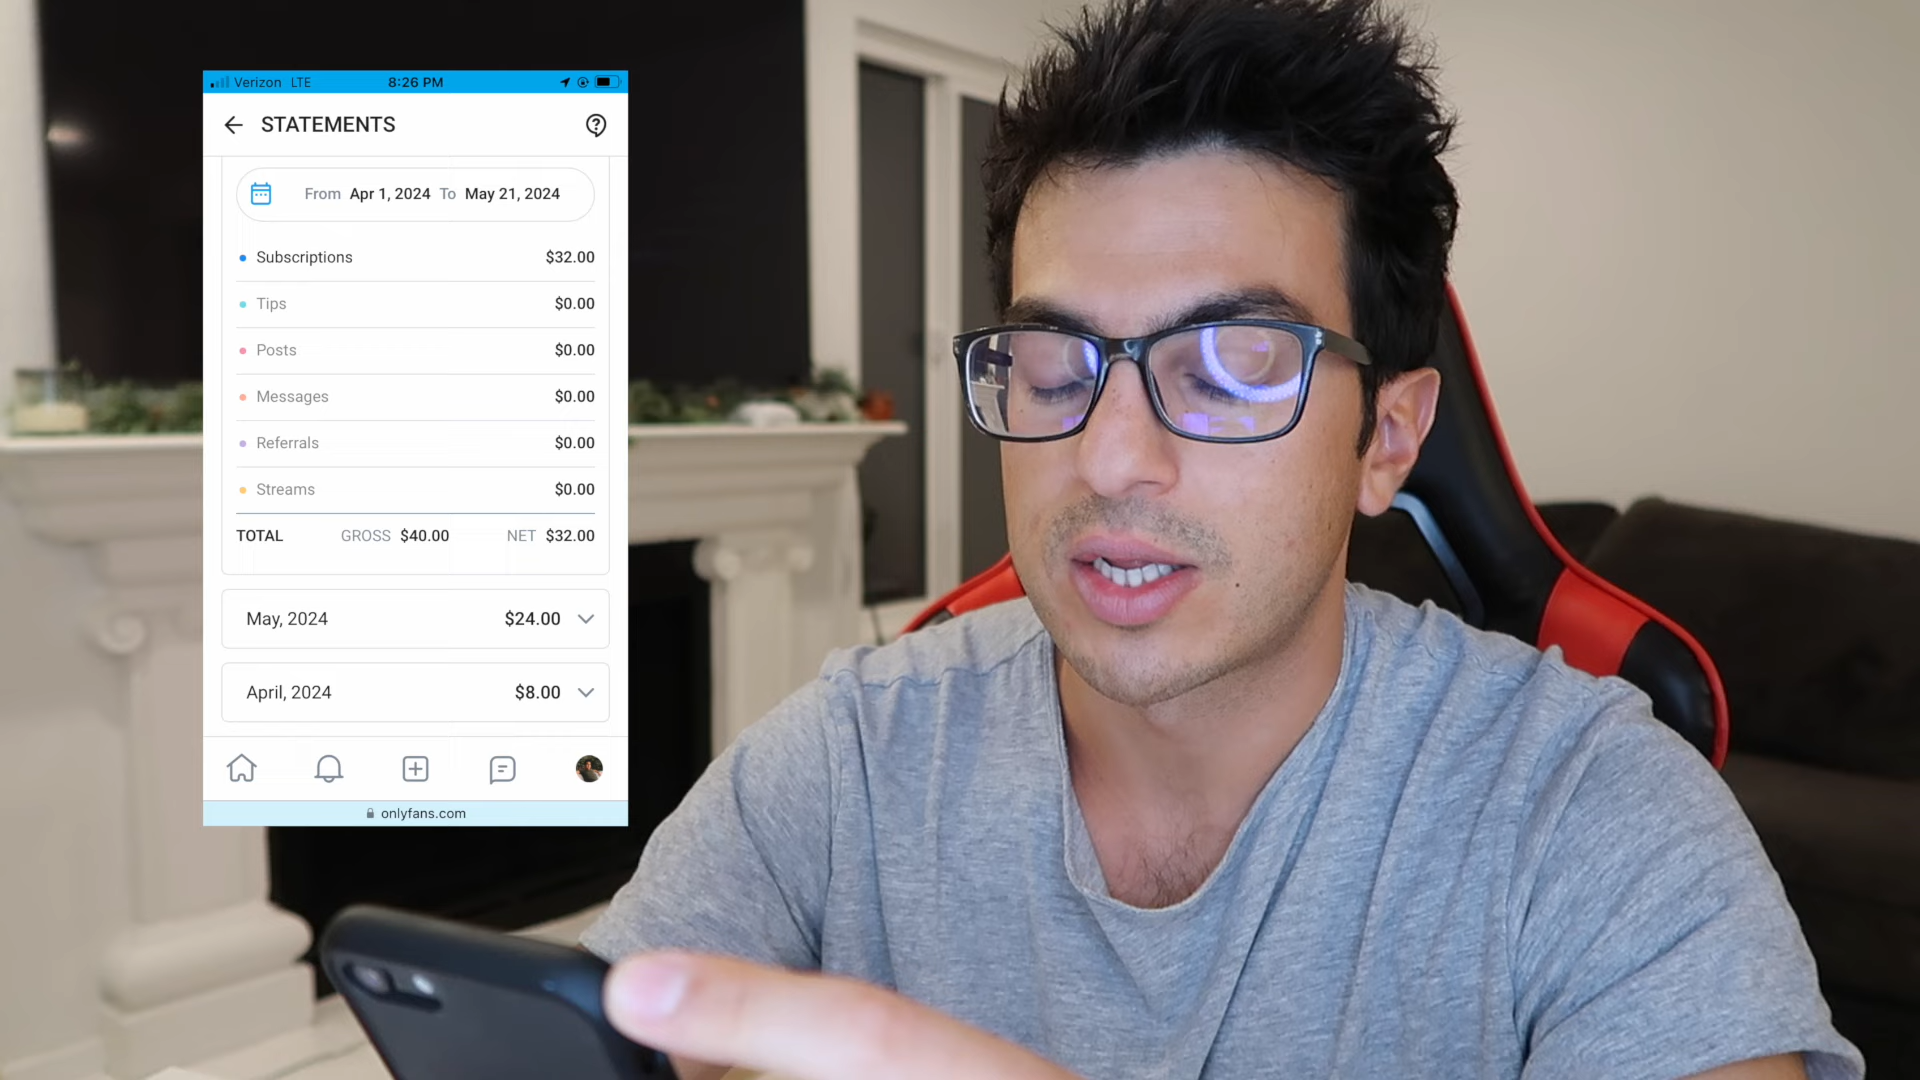 Verizon LTE 8:26 PM
STATEMENTS
From Apr 1, 2024 To May 21, 2024
Subscriptions $32.00
Tips $0.00
Posts $0.00
Messages $0.00
Referrals $0.00
Streams $0.00
TOTAL GROSS $40.00 NET $32.00
May, 2024 $24.00
April, 2024 $8.00
onlyfans.com